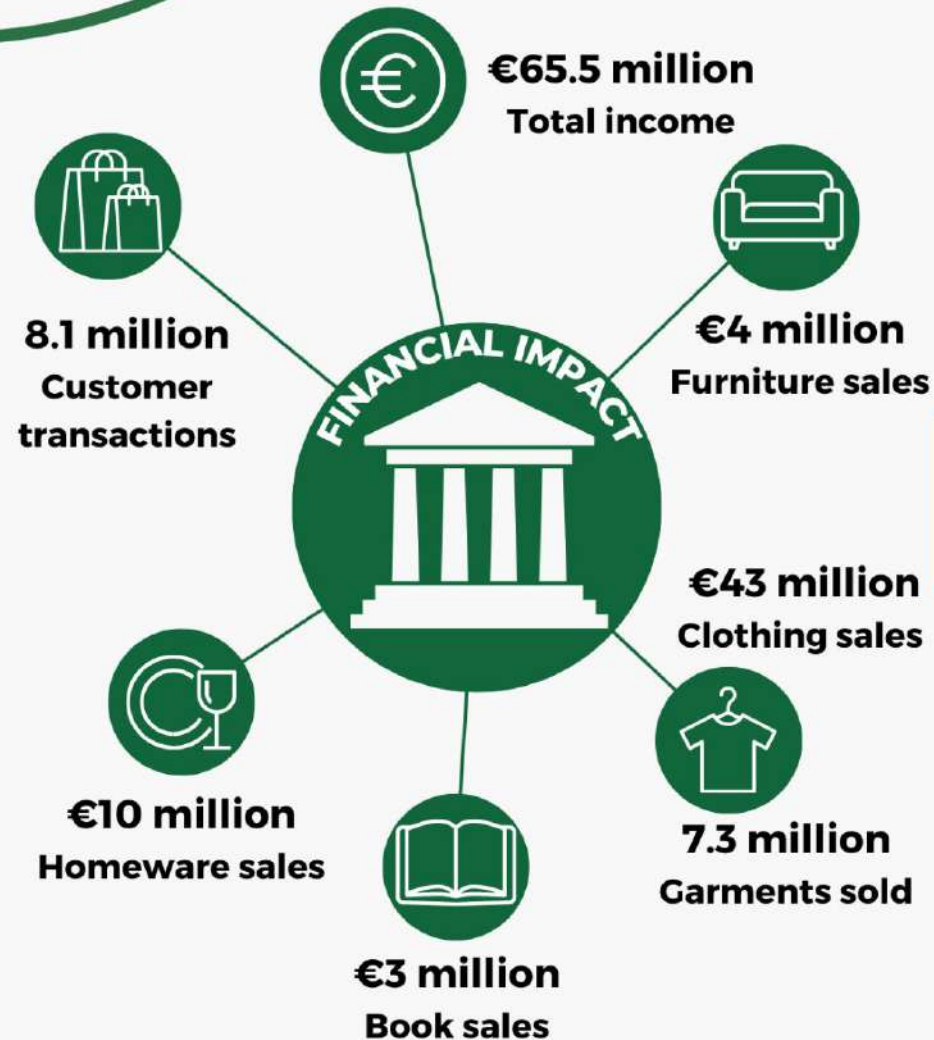 €65.5 million
Total income
8.1 million
Customer
transactions
€4 million
Furniture sales
FINANCIAL IMPACT
€43 million
Clothing sales
7.3 million
Garments sold
€10 million
Homeware sales
€3 million
Book sales